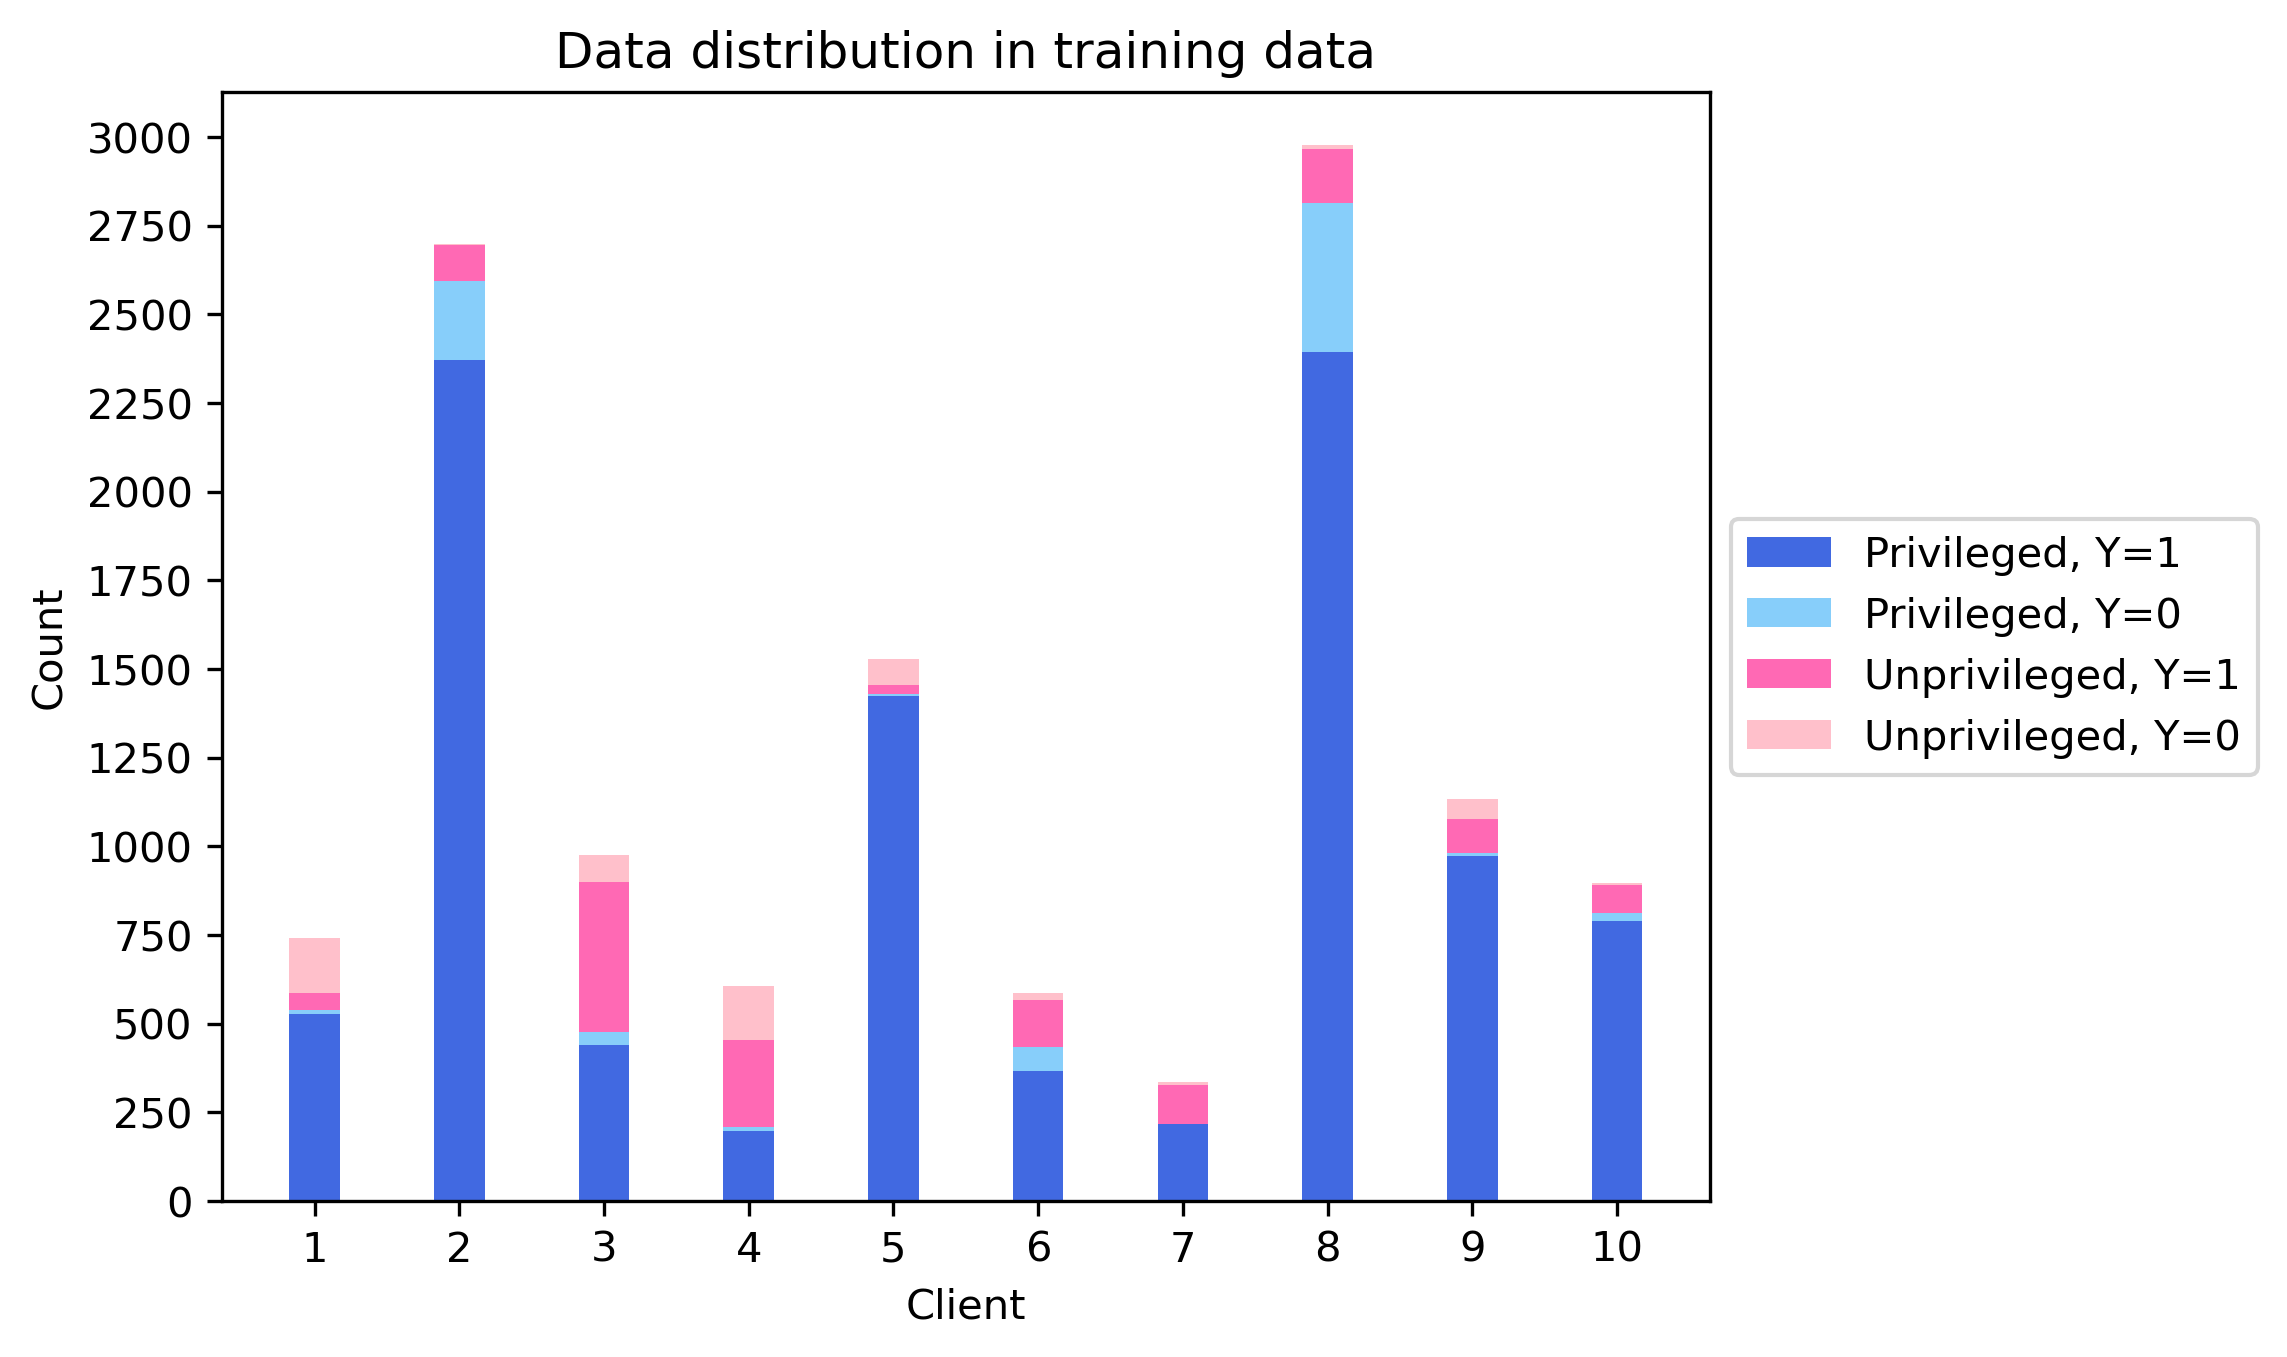 Data distribution in training data
Count
3000
2750
2500
2250
2000
1750
1500
1250
1000
750
500
250
0
1 2 3 4 5 6 7 8 9 10
Client
Privileged, Y=1
Privileged, Y=0
Unprivileged, Y=1
Unprivileged, Y=0